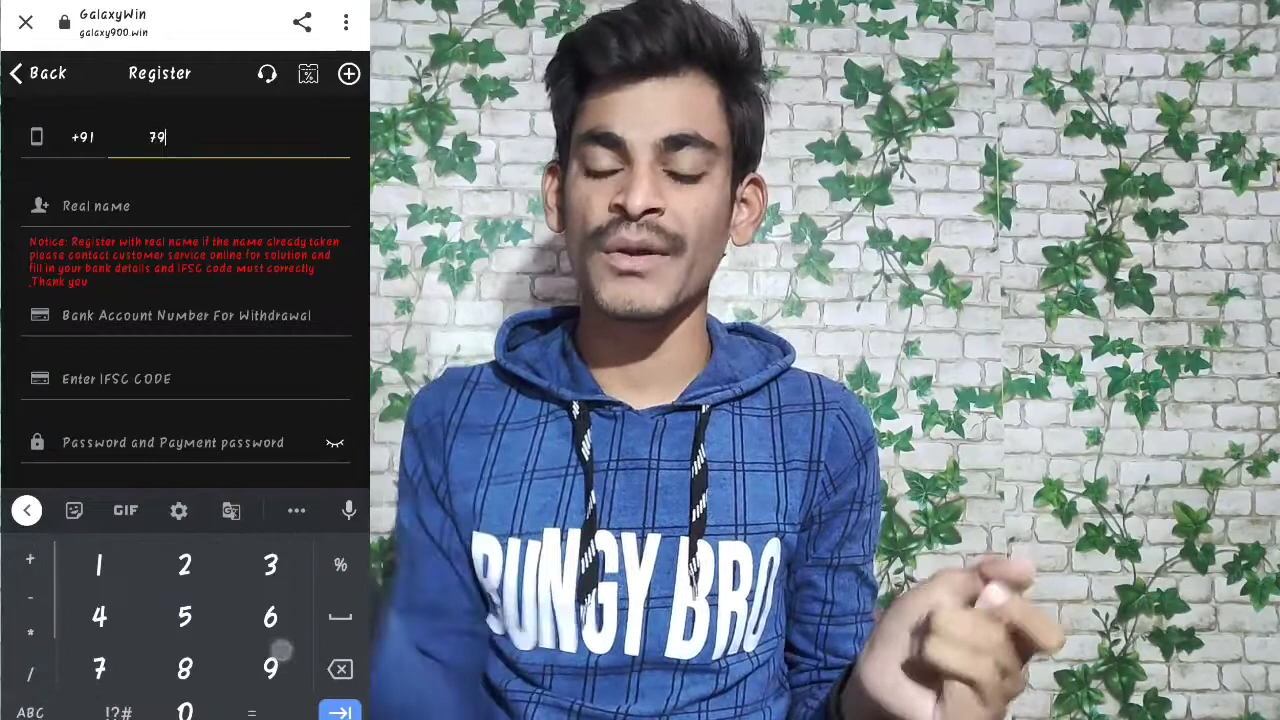 GalaxyWin
galaxy900.win
Back
Register
+91
79
Real name
Notice: Register with real name if the name already taken
please contact customer service online for solution and
fill in your bank details and IFSC code must correctly
.Thank you
Bank Account Number For Withdrawal
Enter IFSC CODE
Password and Payment password
GIF
+ 1 2 3 %
-
4 5 6
*
/ 7 8 9
ABC !?# 0 =
BUNGY BRO